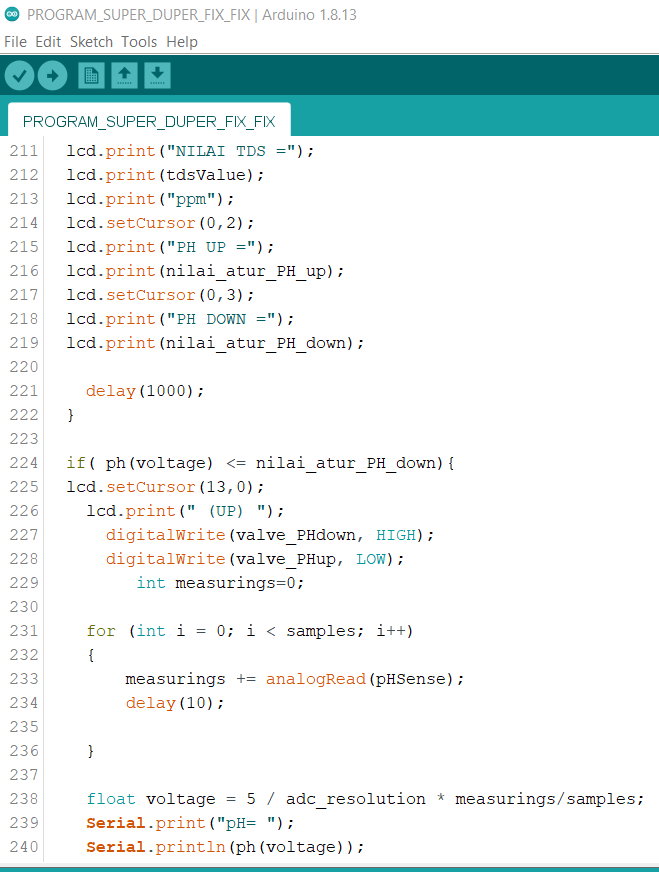 PROGRAM_SUPER_DUPER_FIX_FIX | Arduino 1.8.13
File Edit Sketch Tools Help
PROGRAM_SUPER_DUPER_FIX_FIX
211 lcd.print("NILAI TDS =");
212 lcd.print(tdsValue);
213 lcd.print("ppm");
214 lcd.setCursor(0,2);
215 lcd.print("PH UP =");
216 lcd.print(nilai_atur_PH_up);
217 lcd.setCursor(0,3);
218 lcd.print("PH DOWN =");
219 lcd.print(nilai_atur_PH_down);
220
221 delay(1000);
222 }
223
224 if( ph(voltage) <= nilai_atur_PH_down){
225 lcd.setCursor(13,0);
226 lcd.print(" (UP) ");
227 digitalWrite(valve_PHdown, HIGH);
228 digitalWrite(valve_PHup, LOW);
229 int measurings=0;
230
231 for (int i = 0; i < samples; i++)
232 {
233 measurings += analogRead(pHSense);
234 delay(10);
235
236 }
237
238 float voltage = 5 / adc_resolution * measurings/samples;
239 Serial.print("pH= ");
240 Serial.println(ph(voltage));